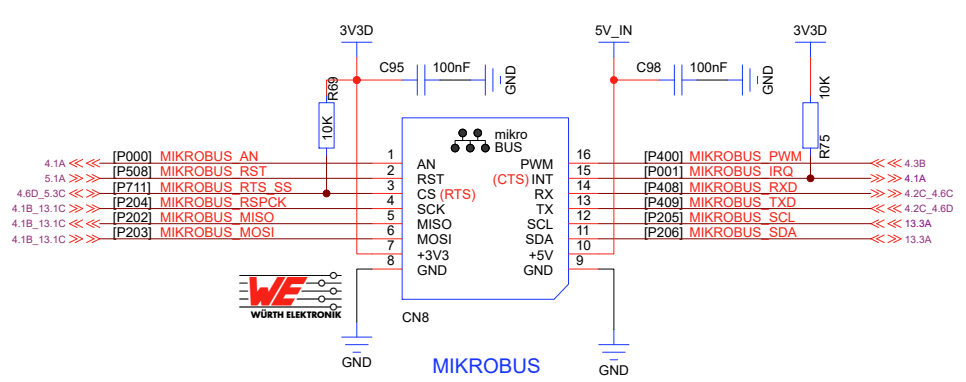 3V3D 5V_IN 3V3D
C95 100nF GND C98 100nF GND
R69 10K 10K R75
mikro
BUS
4.1A [P000] MIKROBUS_AN 1 AN PWM 16 [P400] MIKROBUS_PWM 4.3B
5.1A [P508] MIKROBUS_RST 2 RST (CTS) INT 15 [P001] MIKROBUS_IRQ 4.1A
4.6D_5.3C [P711] MIKROBUS_RTS_SS 3 CS (RTS) RX 14 [P408] MIKROBUS_RXD 4.2C_4.6C
4.1B_13.1C [P204] MIKROBUS_RSPCK 4 SCK TX 13 [P409] MIKROBUS_TXD 4.2C_4.6D
4.1B_13.1C [P202] MIKROBUS_MISO 5 MISO SCL 12 [P205] MIKROBUS_SCL 13.3A
4.1B_13.1C [P203] MIKROBUS_MOSI 6 MOSI SDA 11 [P206] MIKROBUS_SDA 13.3A
7 +3V3 +5V 10
8 GND GND 9
WE
WÜRTH ELEKTRONIK
CN8
GND MIKROBUS GND